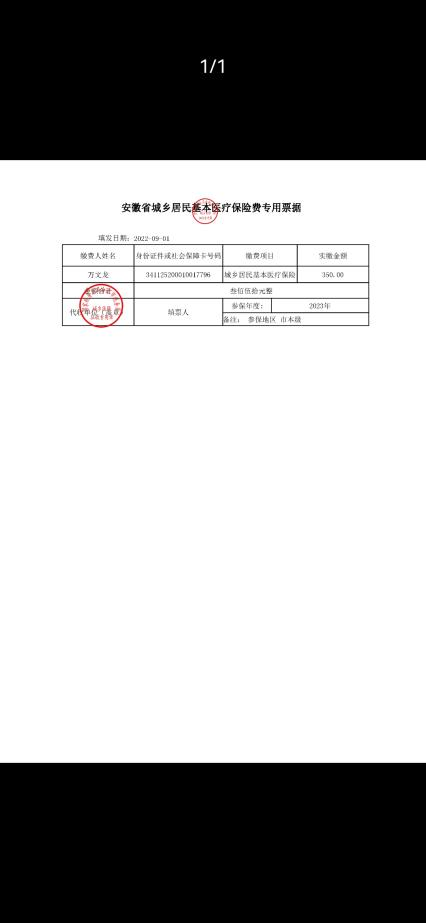 1/1
安徽省城乡居民基本医疗保险费专用票据
填发日期: 2022-09-01
缴费人姓名 身份证件或社会保障卡号码 缴费项目 实缴金额
万文龙 341125200010017796 城乡居民基本医疗保险 350.00
叁佰伍拾元整
代收单位(盖章) 填票人 参保年度: 2023年
备注: 参保地区 市本级